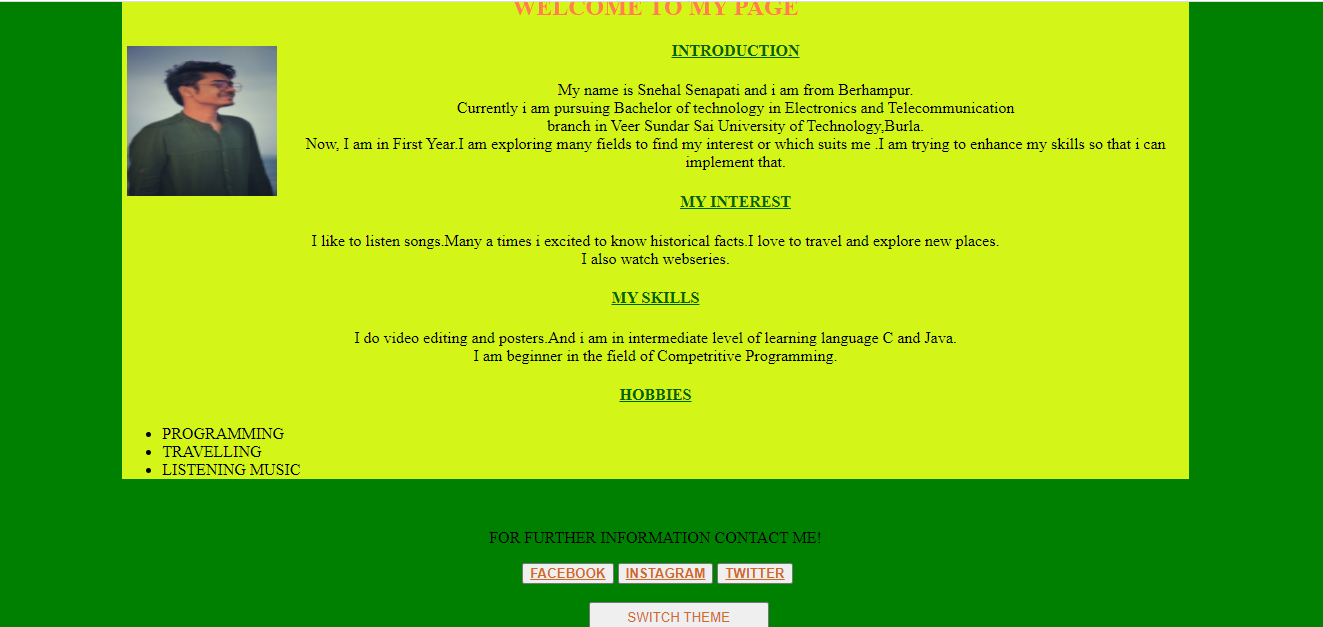 WELCOME TO MY PAGE
INTRODUCTION
My name is Snehal Senapati and i am from Berhampur.
Currently i am pursuing Bachelor of technology in Electronics and Telecommunication
branch in Veer Sundar Sai University of Technology,Burla.
Now, I am in First Year.I am exploring many fields to find my interest or which suits me .I am trying to enhance my skills so that i can
implement that.
MY INTEREST
I like to listen songs.Many a times i excited to know historical facts.I love to travel and explore new places.
I also watch webseries.
MY SKILLS
I do video editing and posters.And i am in intermediate level of learning language C and Java.
I am beginner in the field of Competritive Programming.
HOBBIES
• PROGRAMMING
• TRAVELLING
• LISTENING MUSIC
FOR FURTHER INFORMATION CONTACT ME!
FACEBOOK INSTAGRAM TWITTER
SWITCH THEME